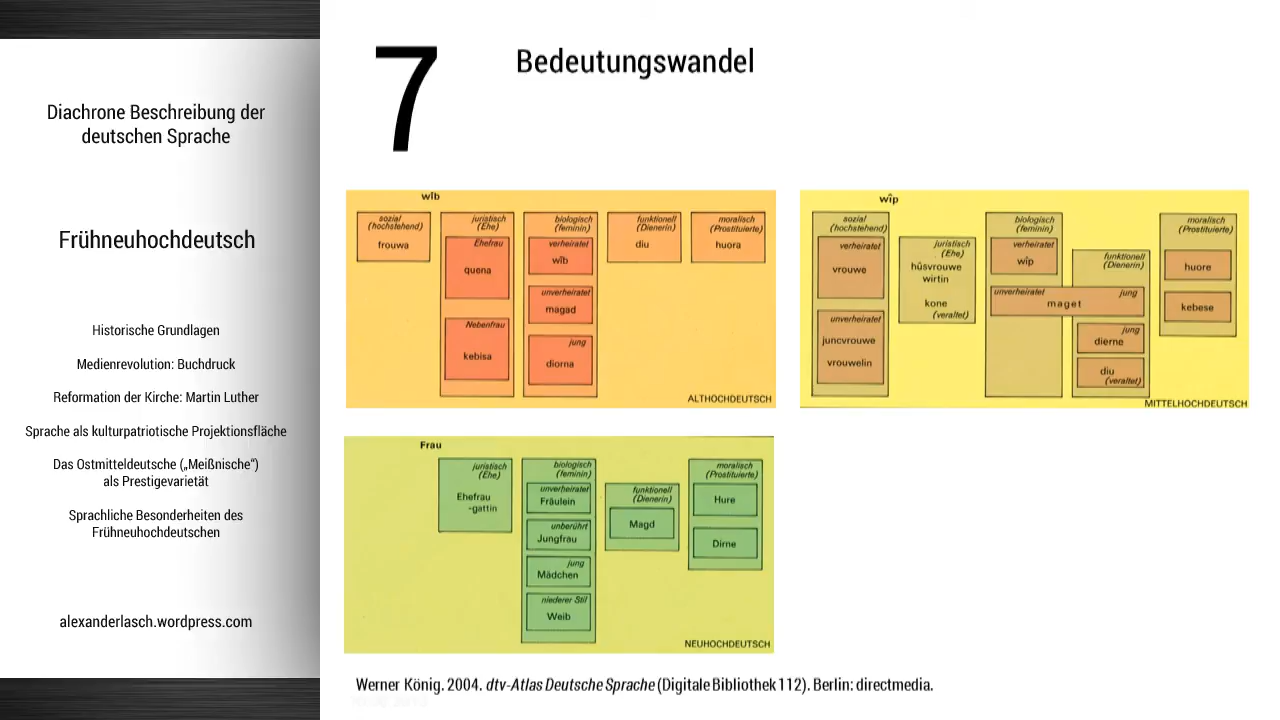 Diachrone Beschreibung der
deutschen Sprache
Frühneuhochdeutsch
Historische Grundlagen
Medienrevolution: Buchdruck
Reformation der Kirche: Martin Luther
Sprache als kulturpatriotische Projektionsfläche
Das Ostmitteldeutsche („Meißnische“)
als Prestigevarietät
Sprachliche Besonderheiten des
Frühneuhochdeutschen
alexanderlasch.wordpress.com
7
Bedeutungswandel
wîb
sozial
(hochstehend)
frouwa
juristisch
(Ehe)
Ehefrau
quena
Nebenfrau
kebisa
biologisch
(feminin)
verheiratet
wîb
unverheiratet
magad
jung
diorna
funktionell
(Dienerin)
diu
moralisch
(Prostituierte)
huora
ALTHOCHDEUTSCH
wîp
sozial
(hochstehend)
verheiratet
vrouwe
unverheiratet
juncvrouwe
vrouwelin
juristisch
(Ehe)
hûsvrouwe
wirtin
kone
(veraltet)
biologisch
(feminin)
verheiratet
wîp
unverheiratet jung
maget
funktionell
(Dienerin)
jung
dierne
diu
(veraltet)
moralisch
(Prostituierte)
huore
kebese
MITTELHOCHDEUTSCH
Frau
juristisch
(Ehe)
Ehefrau
-gattin
biologisch
(feminin)
unverheiratet
Fräulein
unberührt
Jungfrau
jung
Mädchen
niederer Stil
Weib
funktionell
(Dienerin)
Magd
moralisch
(Prostituierte)
Hure
Dirne
NEUHOCHDEUTSCH
Werner König. 2004. dtv-Atlas Deutsche Sprache (Digitale Bibliothek 112). Berlin: directmedia.